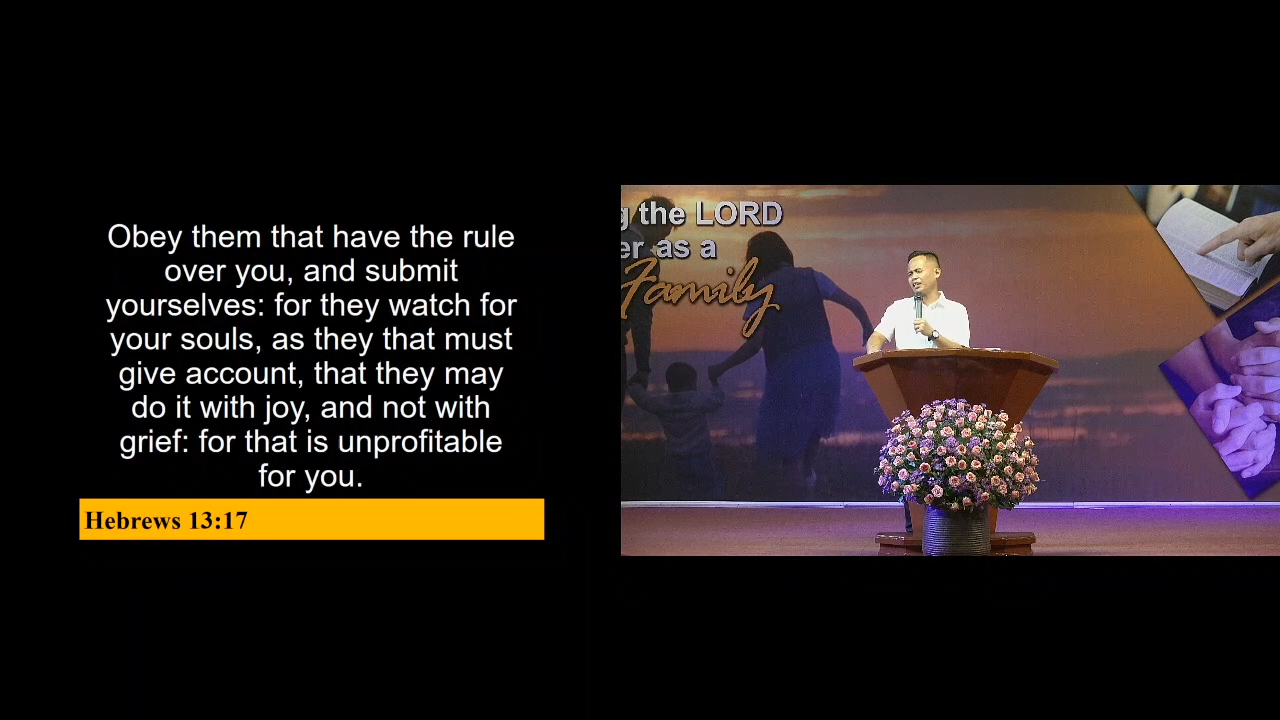 Obey them that have the rule
over you, and submit
yourselves: for they watch for
your souls, as they that must
give account, that they may
do it with joy, and not with
grief: for that is unprofitable
for you.
Hebrews 13:17
g the LORD
er as a
Family